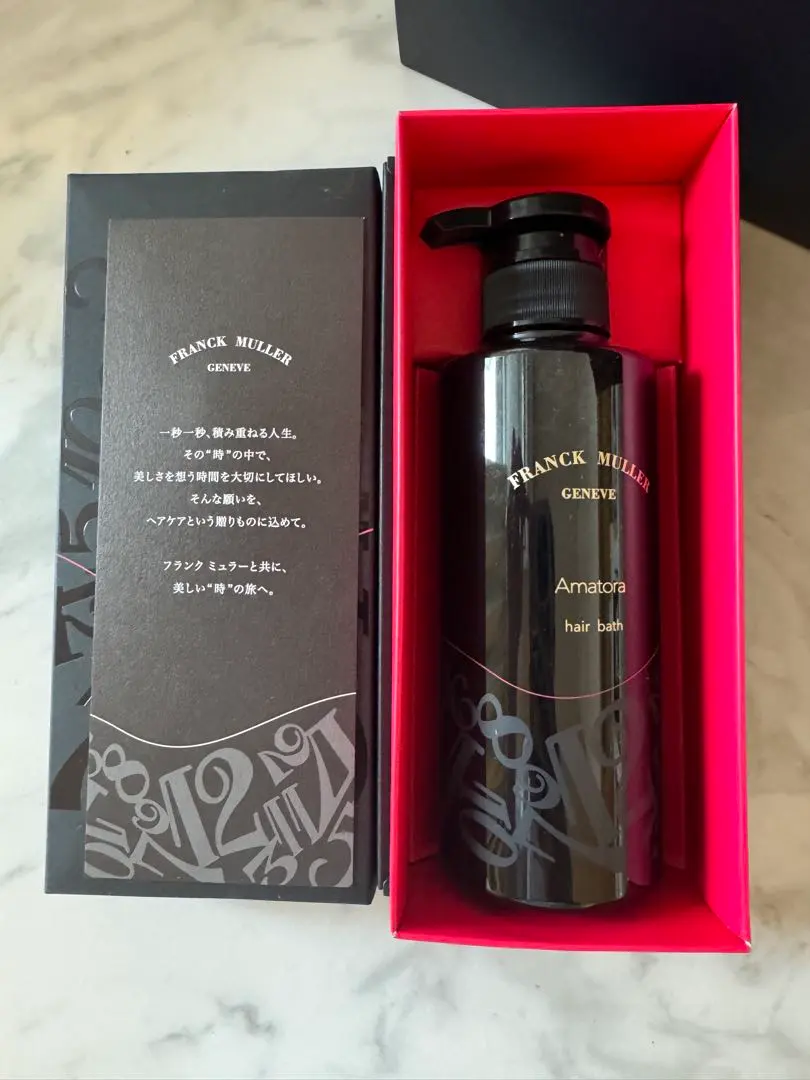 FRANCK MULLER
GENEVE
一秒一秒、積み重ねる人生。
その“時”の中で、
美しさを想う時間を大切にしてほしい。
そんな願いを、
ヘアケアという贈りものに込めて。
フランク ミュラーと共に、
美しい“時”の旅へ。
FRANCK MULLER
GENEVE
Amatora
hair bath